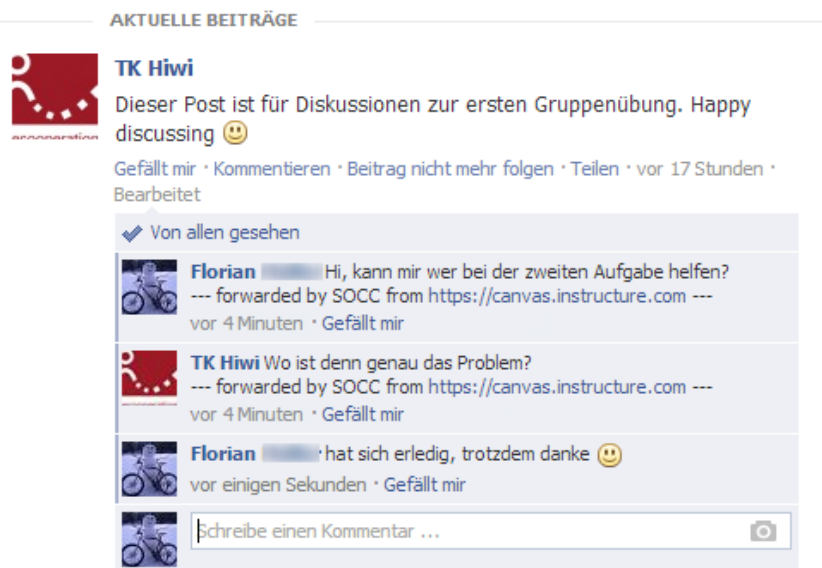 AKTUELLE BEITRÄGE
TK Hiwi
Dieser Post ist für Diskussionen zur ersten Gruppenübung. Happy
discussing
Gefällt mir · Kommentieren · Beitrag nicht mehr folgen · Teilen · vor 17 Stunden ·
Bearbeitet
Von allen gesehen
Florian Hi, kann mir wer bei der zweiten Aufgabe helfen?
--- forwarded by SOCC from https://canvas.instructure.com ---
vor 4 Minuten · Gefällt mir
TK Hiwi Wo ist denn genau das Problem?
--- forwarded by SOCC from https://canvas.instructure.com ---
vor 4 Minuten · Gefällt mir
Florian hat sich erledig, trotzdem danke
vor einigen Sekunden · Gefällt mir
Schreibe einen Kommentar ...